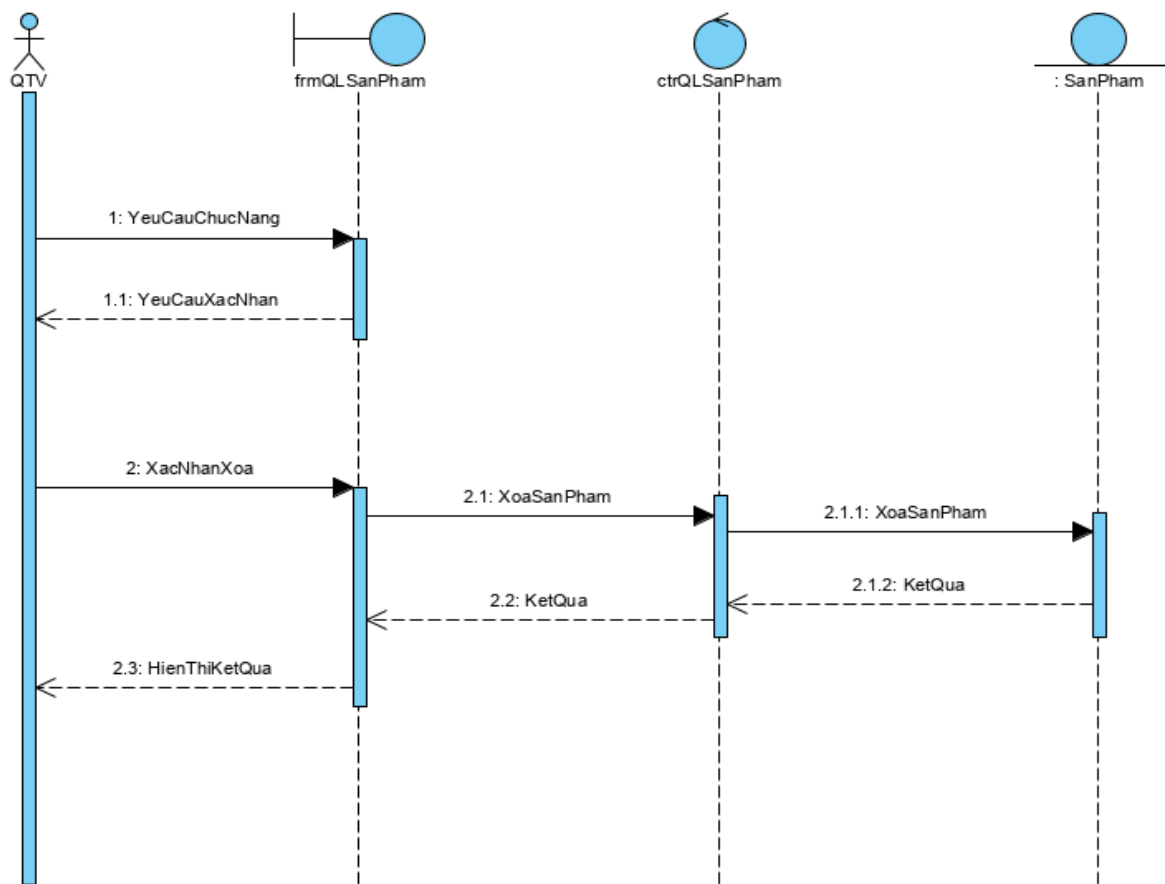 QTV
frmQLSanPham
ctrQLSanPham
: SanPham
1: YeuCauChucNang
1.1: YeuCauXacNhan
2: XacNhanXoa
2.1: XoaSanPham
2.1.1: XoaSanPham
2.1.2: KetQua
2.2: KetQua
2.3: HienThiKetQua